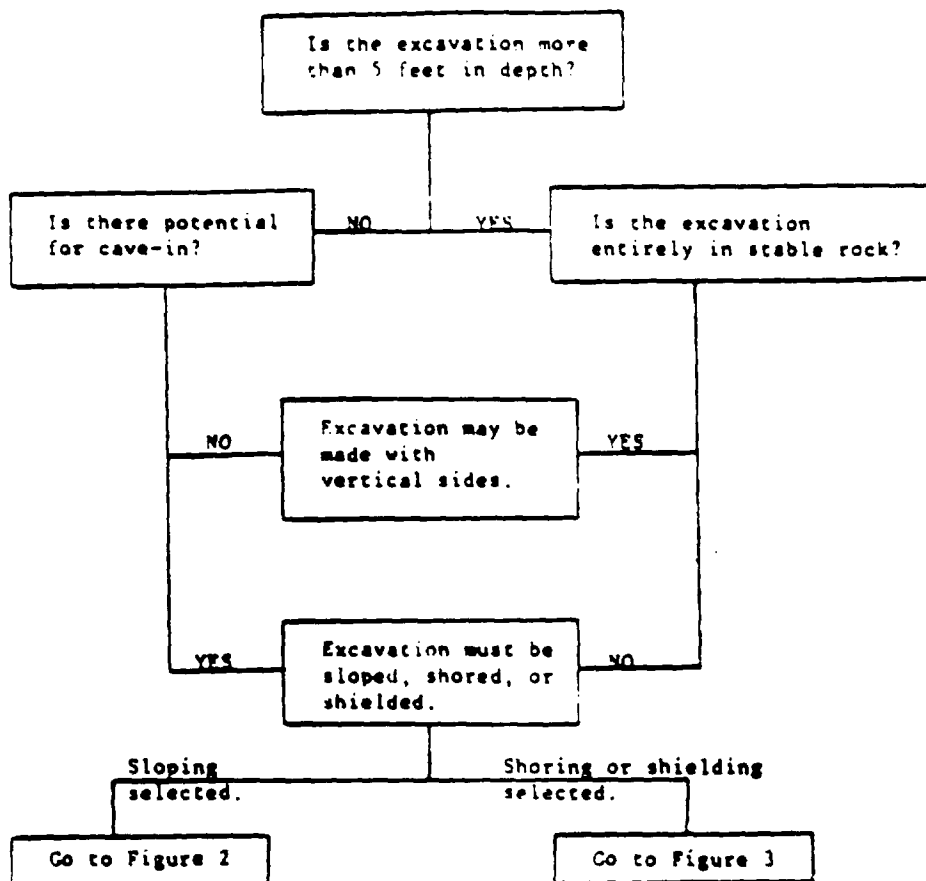 Is the excavation more
than 5 feet in depth?
Is there potential
for cave-in?
NO
YES
Is the excavation
entirely in stable rock?
NO
Excavation may be
made with
vertical sides.
YES
YES
Excavation must be
sloped, shored, or
shielded.
NO
Sloping
selected.
Shoring or shielding
selected.
Go to Figure 2
Go to Figure 3